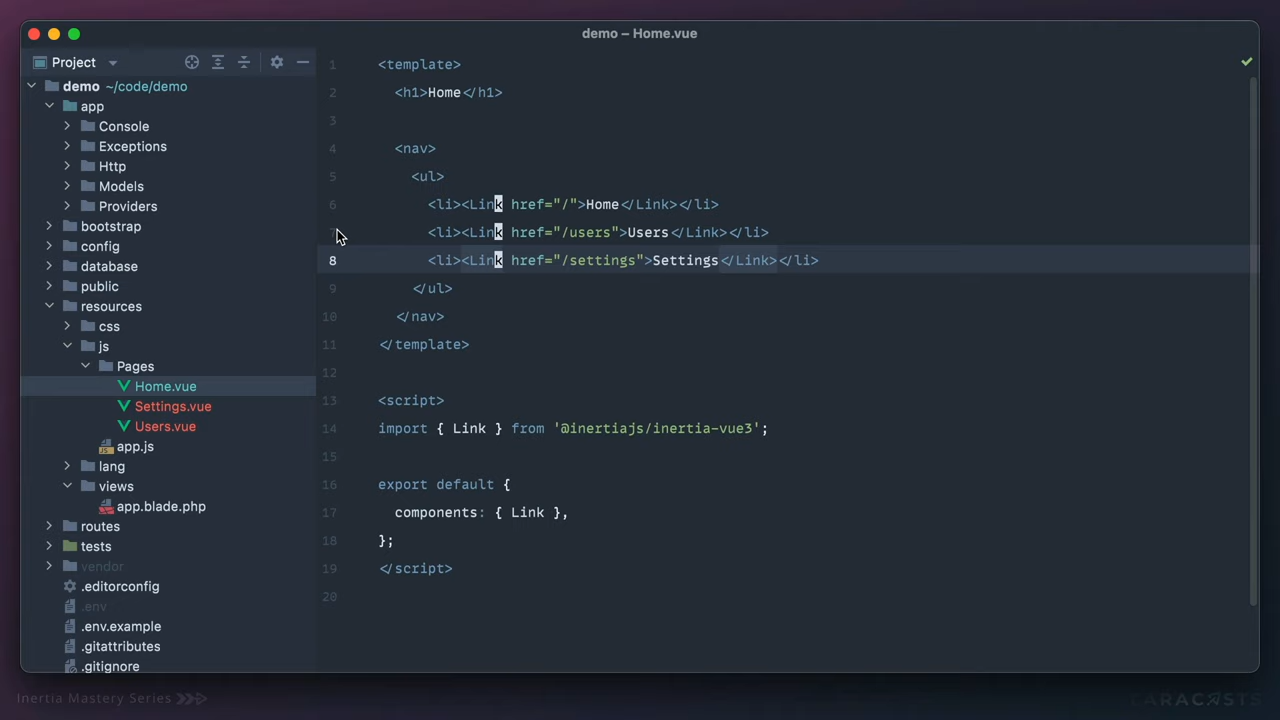 demo – Home.vue
Project
demo ~/code/demo
app
Console
Exceptions
Http
Models
Providers
bootstrap
config
database
public
resources
css
js
Pages
Home.vue
Settings.vue
Users.vue
app.js
lang
views
app.blade.php
routes
tests
vendor
.editorconfig
.env
.env.example
.gitattributes
.gitignore
1 <template>
2 <h1>Home</h1>
3
4 <nav>
5 <ul>
6 <li><Link href="/">Home</Link></li>
7 <li><Link href="/users">Users</Link></li>
8 <li><Link href="/settings">Settings</Link></li>
9 </ul>
10 </nav>
11 </template>
12
13 <script>
14 import { Link } from '@inertiajs/inertia-vue3';
15
16 export default {
17 components: { Link },
18 };
19 </script>
20
Inertia Mastery Series
LARACASTS